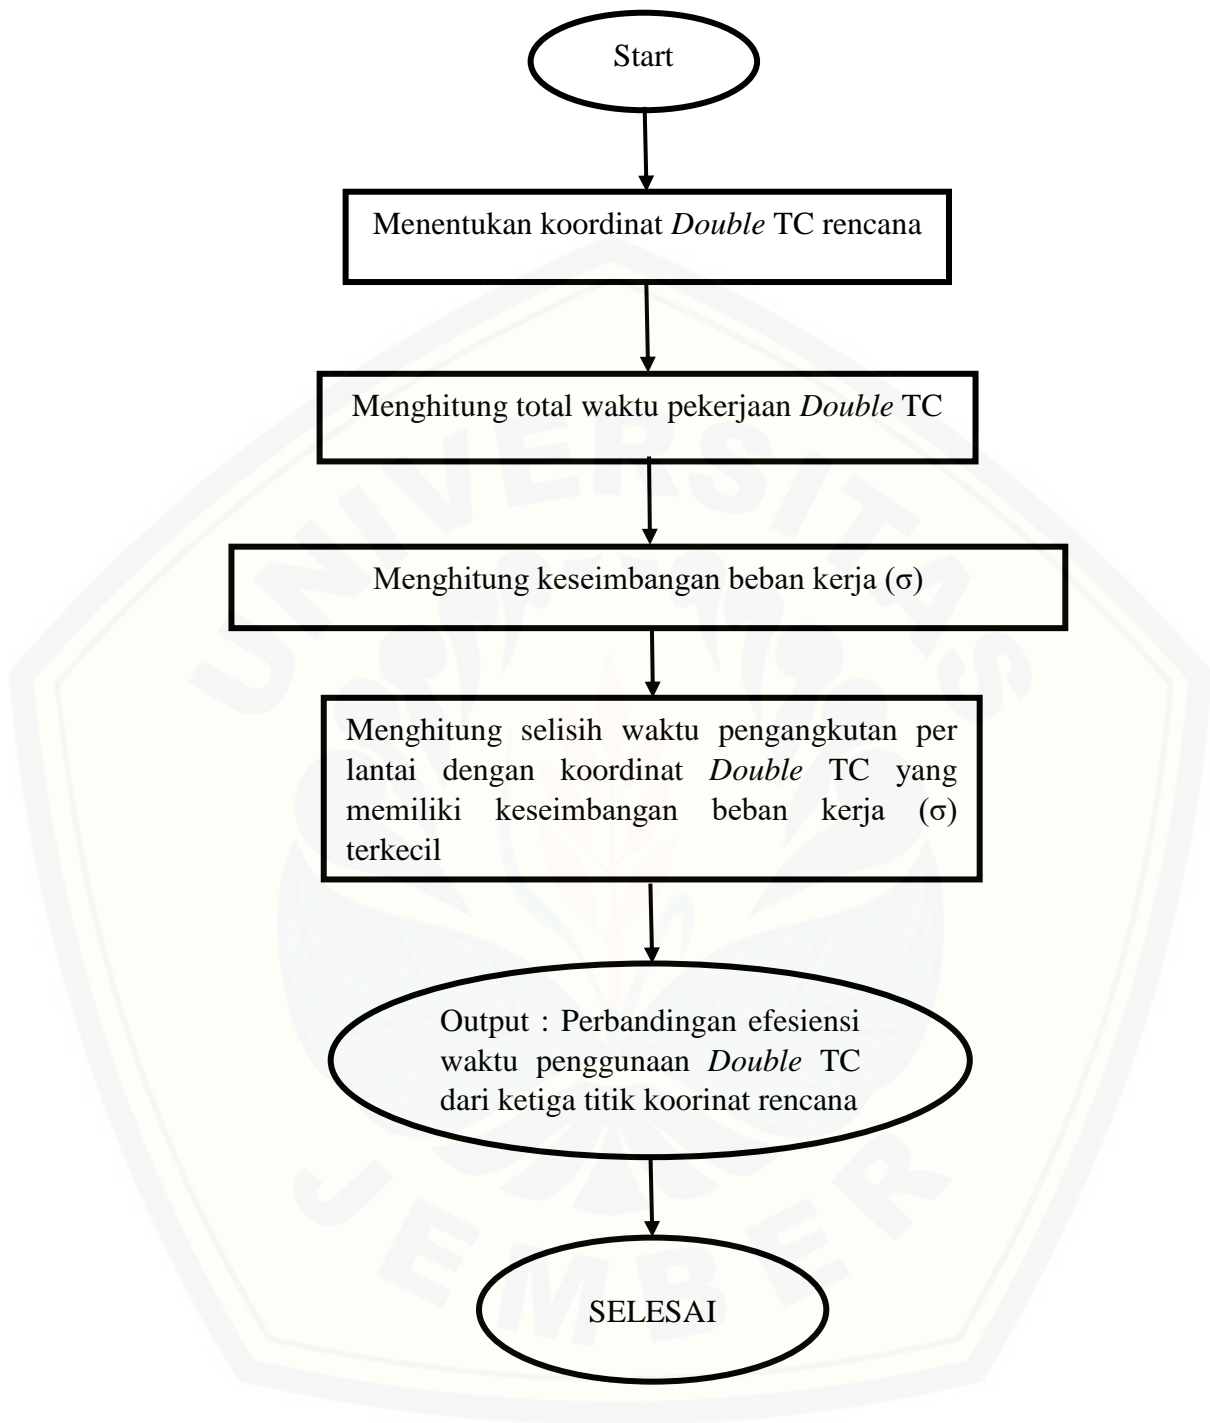 Start
Menentukan koordinat Double TC rencana
Menghitung total waktu pekerjaan Double TC
Menghitung keseimbangan beban kerja (σ)
Menghitung selisih waktu pengangkutan per
lantai dengan koordinat Double TC yang
memiliki keseimbangan beban kerja (σ)
terkecil
Output : Perbandingan efesiensi
waktu penggunaan Double TC
dari ketiga titik koorinat rencana
SELESAI
UNIVERSITAS
JEMBER